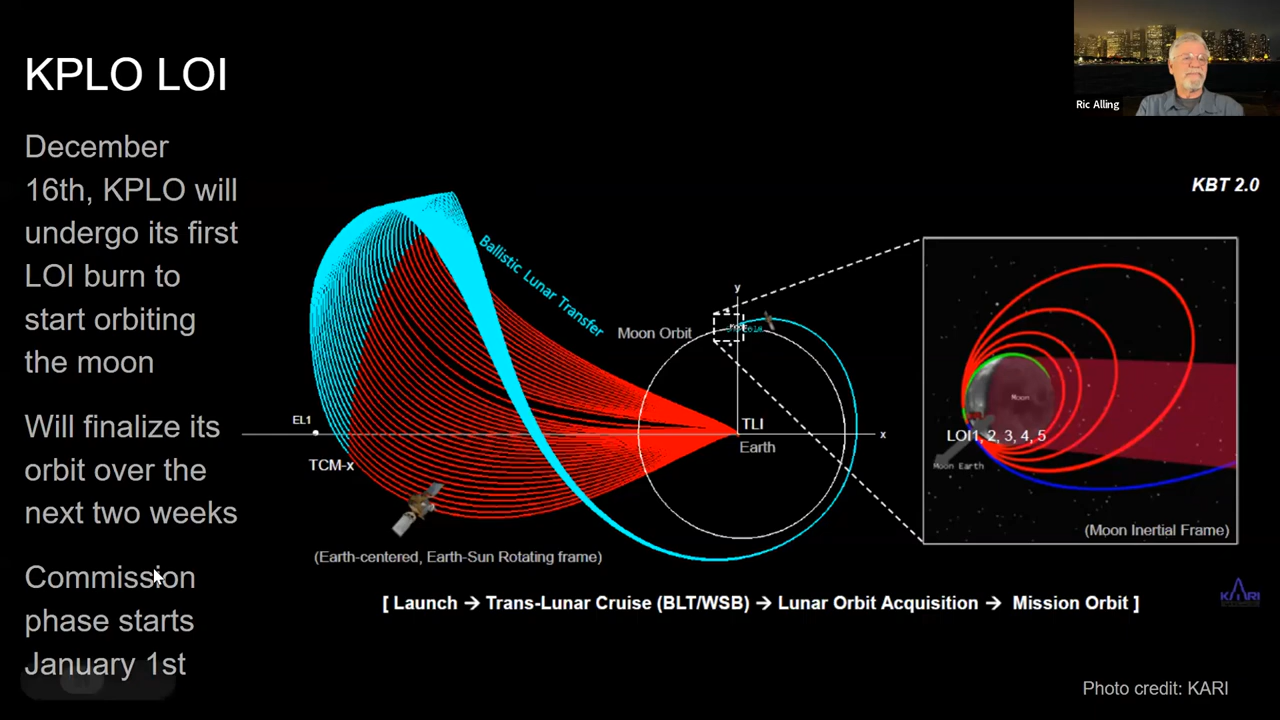 KPLO LOI
Ric Alling
December
16th, KPLO will
undergo its first
LOI burn to
start orbiting
the moon
Will finalize its
orbit over the
next two weeks
Commission
phase starts
January 1st
KBT 2.0
Ballistic Lunar Transfer
y
Moon Orbit
EL1
TCM-x
TLI
Earth
x
Moon
LOI1, 2, 3, 4, 5
Moon Earth
(Moon Inertial Frame)
(Earth-centered, Earth-Sun Rotating frame)
[ Launch → Trans-Lunar Cruise (BLT/WSB) → Lunar Orbit Acquisition → Mission Orbit ]
KARI
Photo credit: KARI